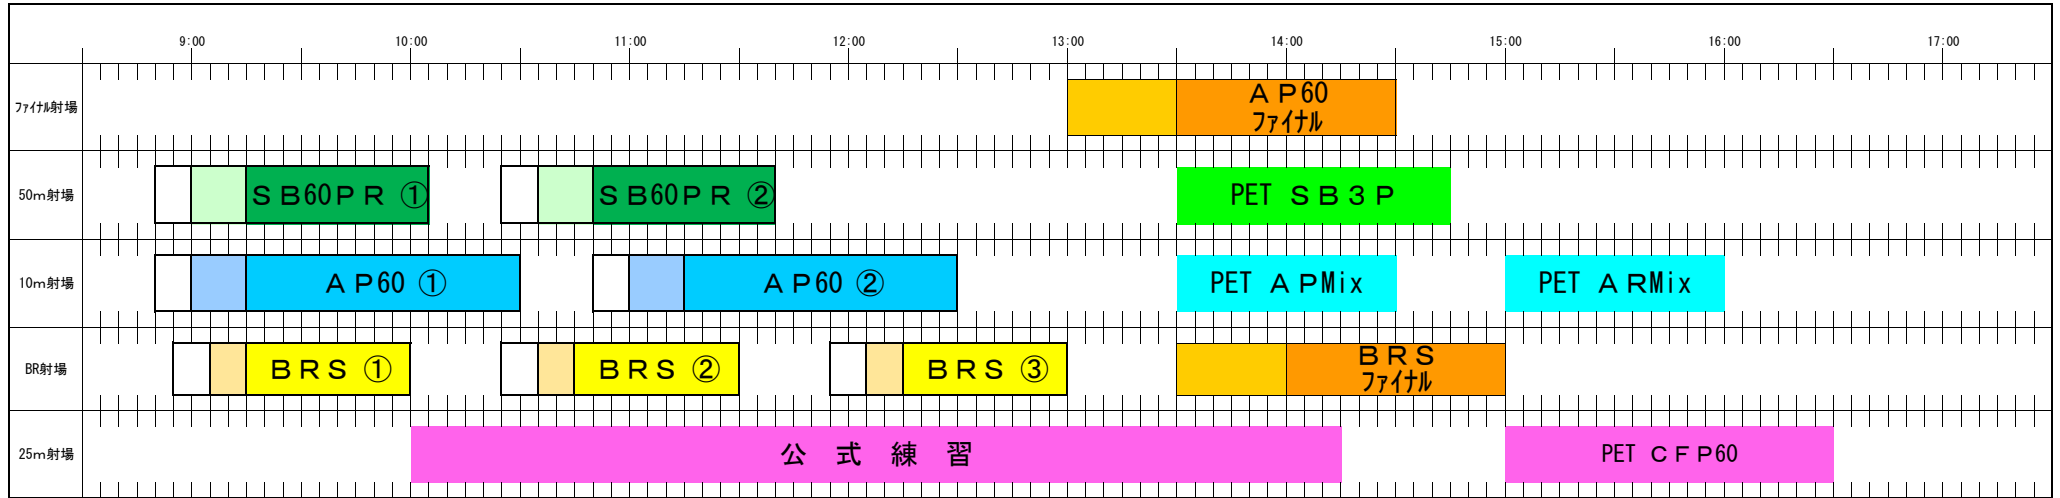 9:00 10:00 11:00 12:00 13:00 14:00 15:00 16:00 17:00
ファイナル射場
ＡＰ60
ファイナル
50ｍ射場
ＳＢ60ＰＲ ①
ＳＢ60ＰＲ ②
PET ＳＢ３Ｐ
10ｍ射場
ＡＰ60 ①
ＡＰ60 ②
PET ＡＰMix
PET ＡＲMix
BR射場
ＢＲＳ ①
ＢＲＳ ②
ＢＲＳ ③
ＢＲＳ
ファイナル
25ｍ射場
公 式 練 習
PET ＣＦＰ60